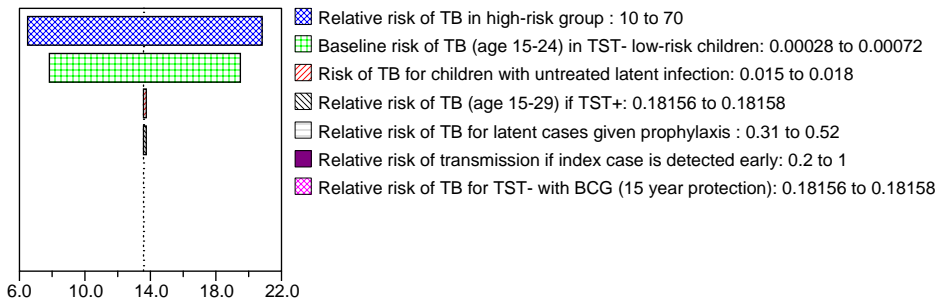 Relative risk of TB in high-risk group : 10 to 70
Baseline risk of TB (age 15-24) in TST- low-risk children: 0.00028 to 0.00072
Risk of TB for children with untreated latent infection: 0.015 to 0.018
Relative risk of TB (age 15-29) if TST+: 0.18156 to 0.18158
Relative risk of TB for latent cases given prophylaxis : 0.31 to 0.52
Relative risk of transmission if index case is detected early: 0.2 to 1
Relative risk of TB for TST- with BCG (15 year protection): 0.18156 to 0.18158
6.0 10.0 14.0 18.0 22.0